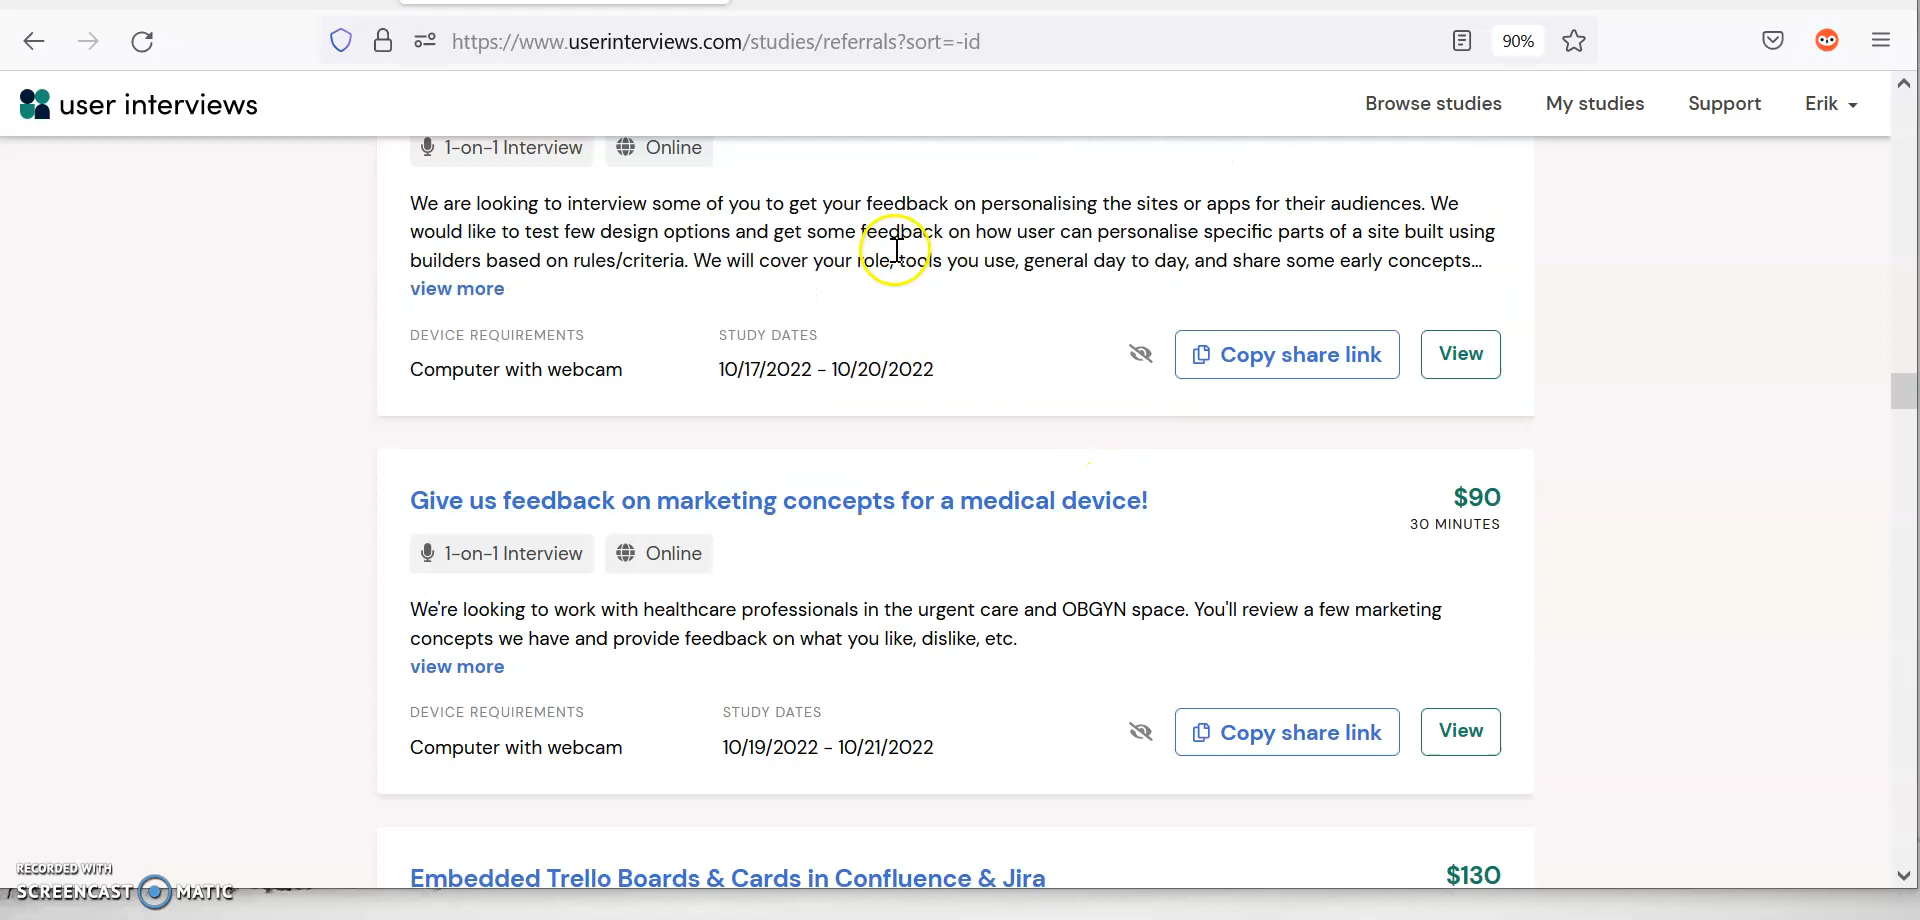 https://www.userinterviews.com/studies/referrals?sort=-id
90%
user interviews
Browse studies
My studies
Support
Erik
1-on-1 Interview
Online
We are looking to interview some of you to get your feedback on personalising the sites or apps for their audiences. We
would like to test few design options and get some feedback on how user can personalise specific parts of a site built using
builders based on rules/criteria. We will cover your role, tools you use, general day to day, and share some early concepts...
view more
DEVICE REQUIREMENTS
STUDY DATES
Computer with webcam
10/17/2022 - 10/20/2022
Copy share link
View
Give us feedback on marketing concepts for a medical device!
$90
30 MINUTES
1-on-1 Interview
Online
We're looking to work with healthcare professionals in the urgent care and OBGYN space. You'll review a few marketing
concepts we have and provide feedback on what you like, dislike, etc.
view more
DEVICE REQUIREMENTS
STUDY DATES
Computer with webcam
10/19/2022 - 10/21/2022
Copy share link
View
Embedded Trello Boards & Cards in Confluence & Jira
$130
RECORDED WITH
SCREENCAST MATIC